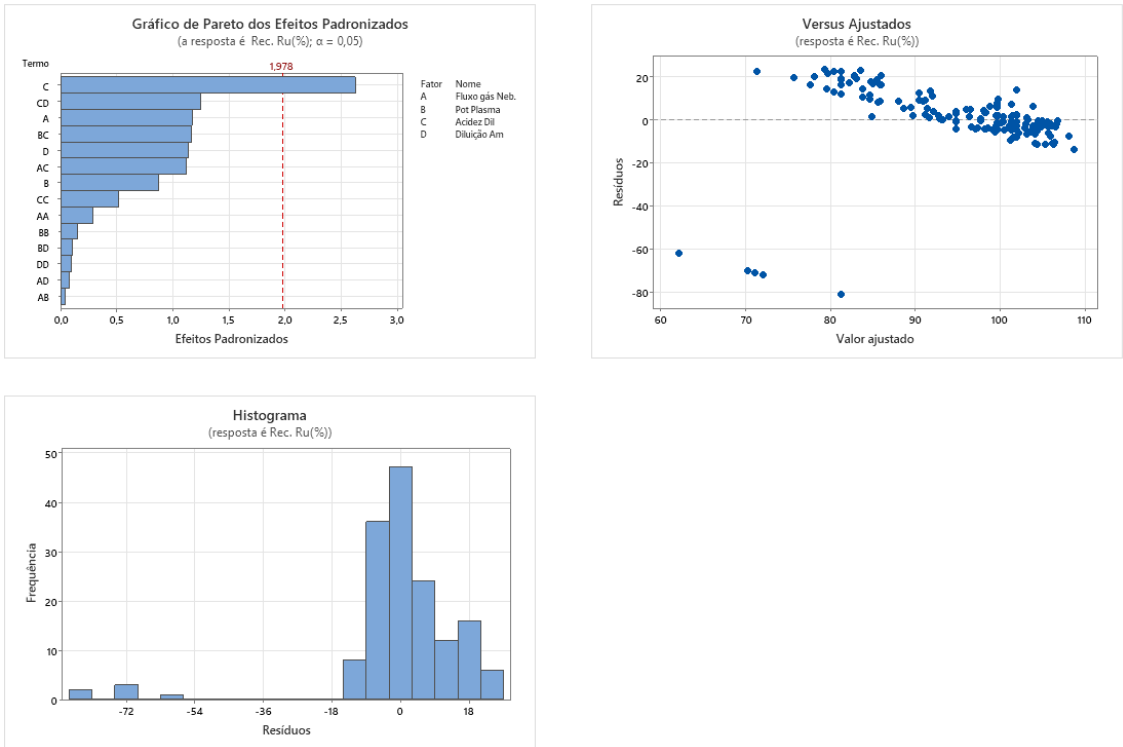 Gráfico de Pareto dos Efeitos Padronizados
(a resposta é Rec. Ru(%); α = 0,05)
Termo
1,978
C
CD
A
BC
D
AC
B
CC
AA
BB
BD
DD
AD
AB
0,0 0,5 1,0 1,5 2,0 2,5 3,0
Efeitos Padronizados
Fator Nome
A Fluxo gás Neb.
B Pot Plasma
C Acidez Dil
D Diluição Am
Versus Ajustados
(resposta é Rec. Ru(%))
20
0
-20
-40
-60
-80
Resíduos
60 70 80 90 100 110
Valor ajustado
Histograma
(resposta é Rec. Ru(%))
50
40
30
20
10
0
Frequência
-72 -54 -36 -18 0 18
Resíduos